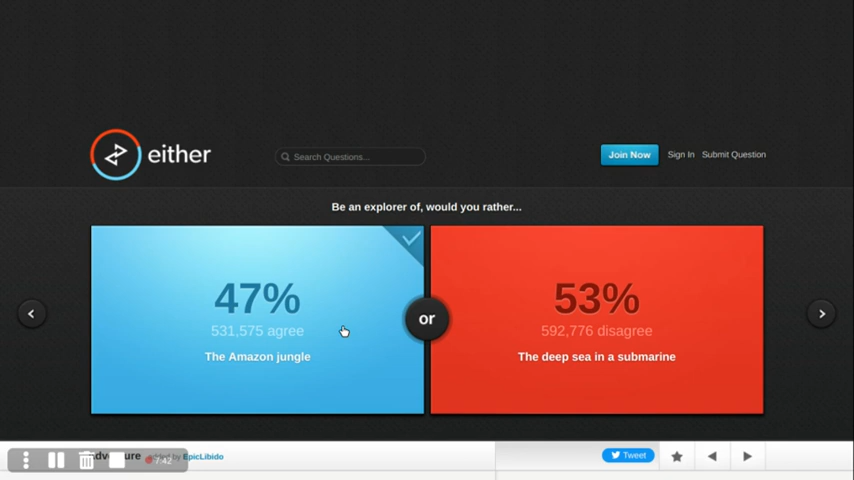 either
Search Questions...
Join Now
Sign In
Submit Question
Be an explorer of, would you rather...
47%
531,575 agree
The Amazon jungle
or
53%
592,776 disagree
The deep sea in a submarine
by EpicLibido
Tweet
7:42